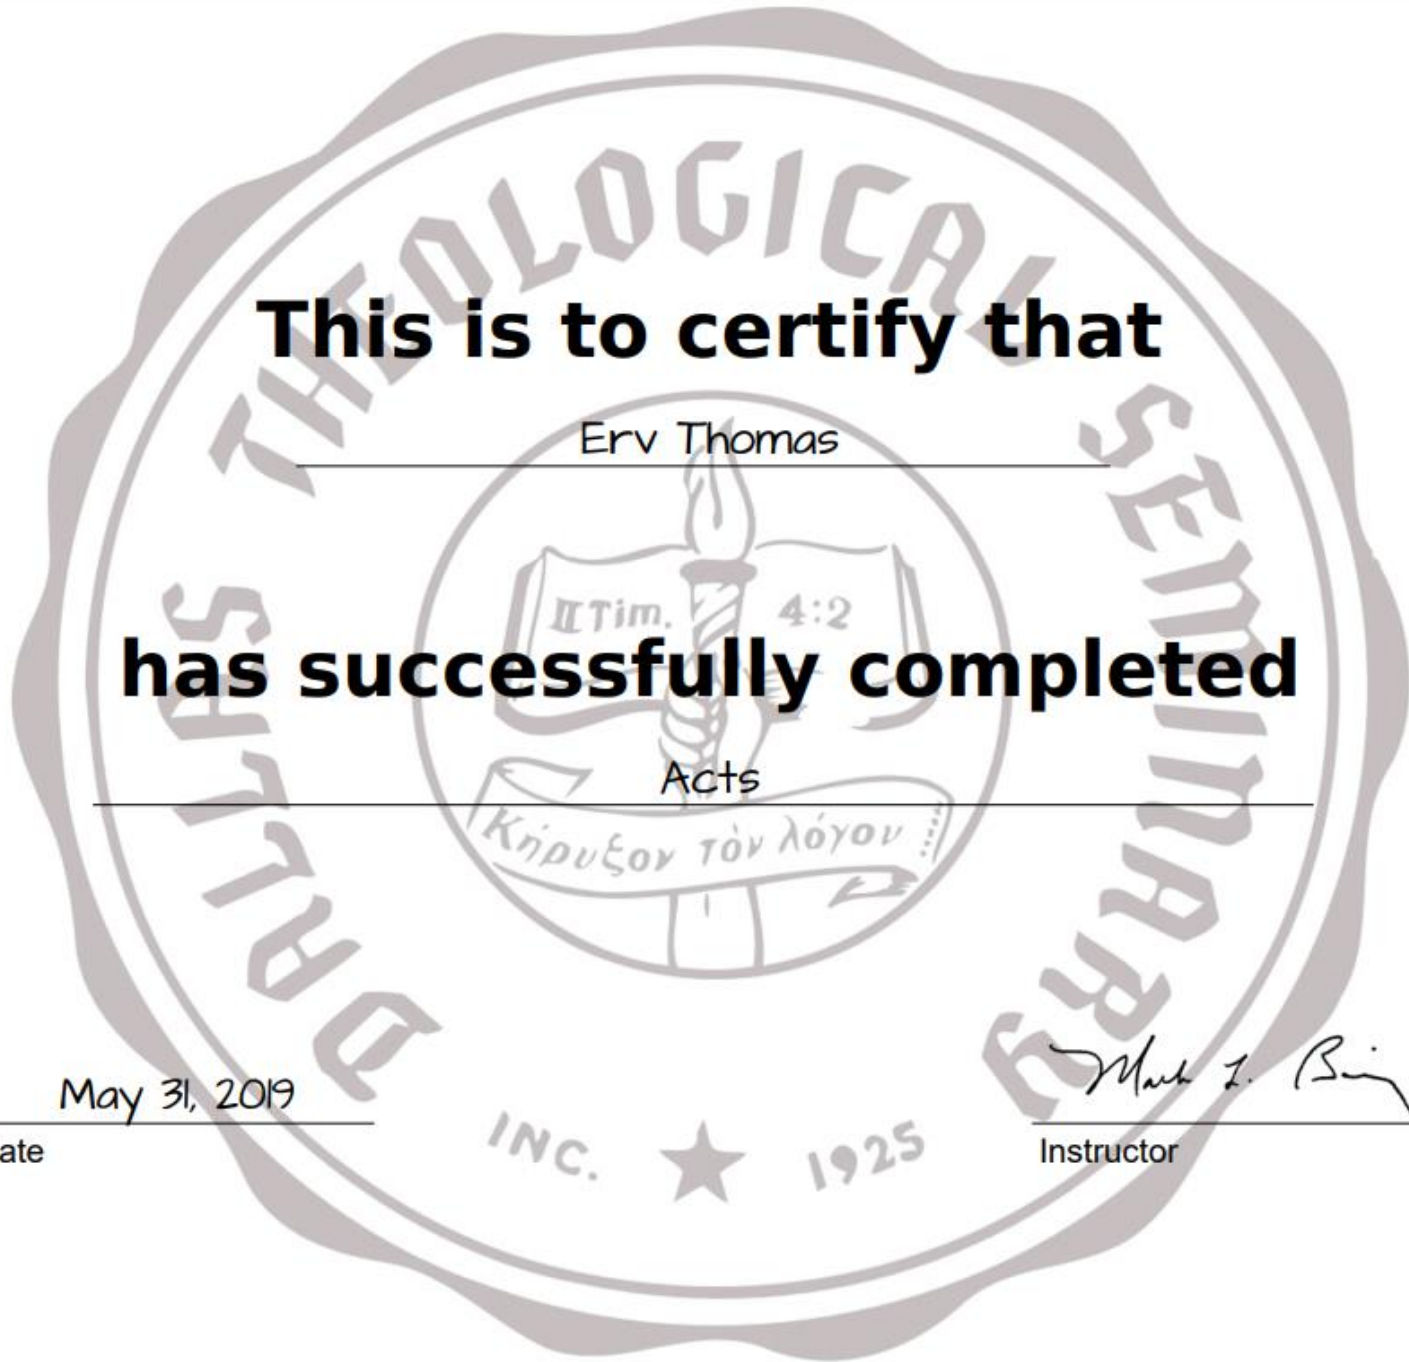 DALLAS THEOLOGICAL SEMINARY
This is to certify that
Erv Thomas
II Tim. 4:2
has successfully completed
Acts
Κήρυξον τὸν λόγον
May 31, 2019
ate
Mark L.
Instructor
INC. ★ 1925